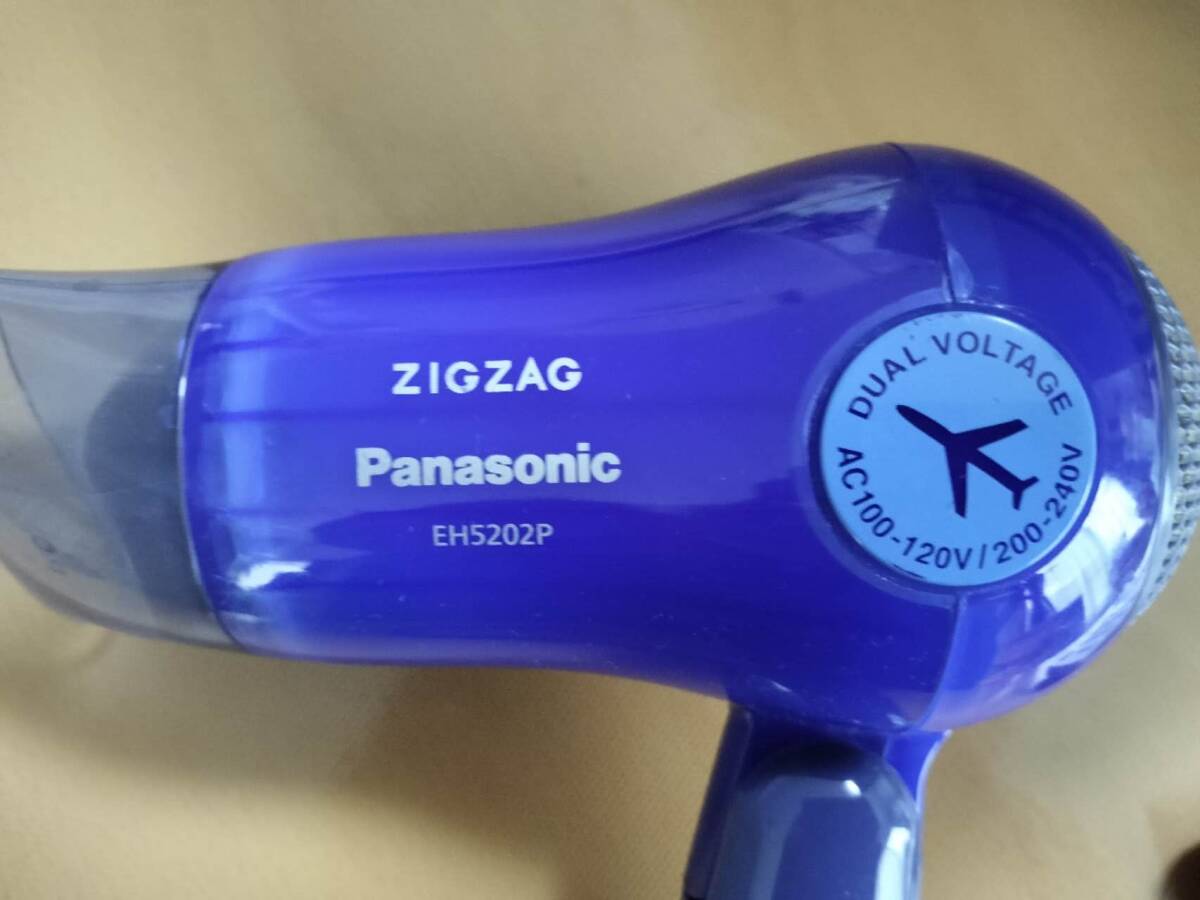 ZIGZAG
Panasonic
EH5202P
DUAL VOLTAGE
AC100-120V/200-240V